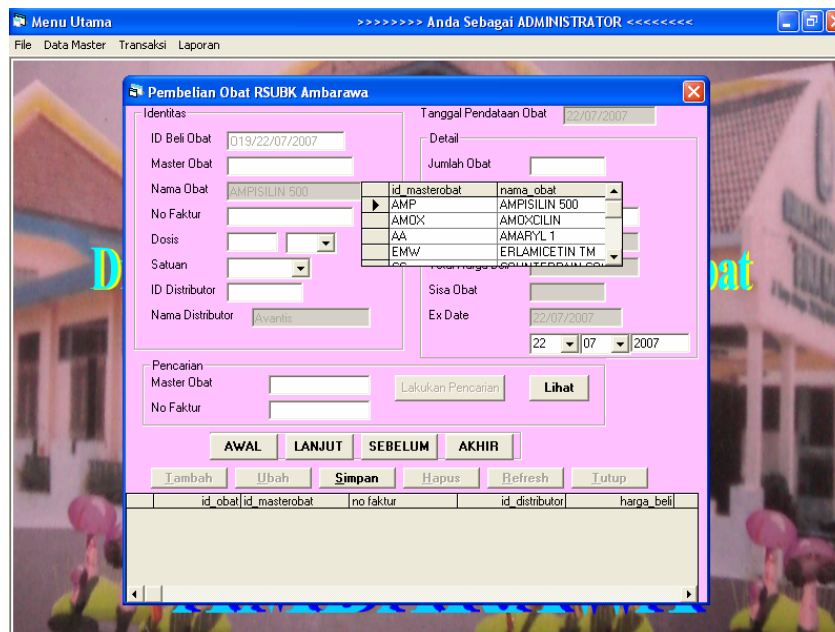 Menu Utama >>>>>>>> Anda Sebagai ADMINISTRATOR <<<<<<<<
File Data Master Transaksi Laporan
Pembelian Obat RSUBK Ambarawa
Identitas
ID Beli Obat 019/22/07/2007
Master Obat
Nama Obat AMPISILIN 500
No Faktur
Dosis
Satuan
ID Distributor
Nama Distributor Avantis
Tanggal Pendataan Obat 22/07/2007
Detail
Jumlah Obat
id_masterobat nama_obat
AMP AMPISILIN 500
AMOX AMOXCILIN
AA AMARYL 1
EMW ERLAMICETIN TM
Sisa Obat
Ex Date 22/07/2007
22 07 2007
Pencarian
Master Obat
No Faktur
Lakukan Pencarian Lihat
AWAL LANJUT SEBELUM AKHIR
Tambah Ubah Simpan Hapus Refresh Tutup
id_obat id_masterobat no faktur id_distributor harga_beli